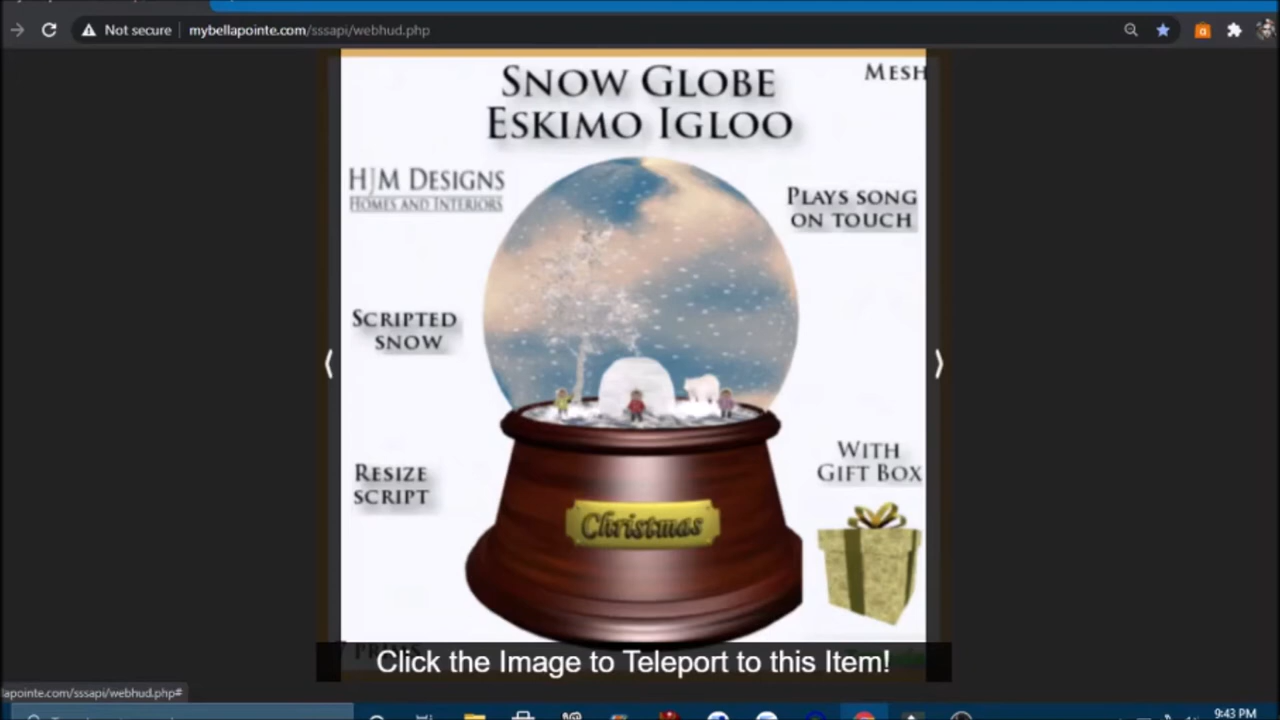 Not secure
mybellapointe.com/sssapi/webhud.php
SNOW GLOBE
ESKIMO IGLOO
MESH
HJM DESIGNS
HOMES AND INTERIORS
PLAYS SONG
ON TOUCH
SCRIPTED
SNOW
RESIZE
SCRIPT
WITH
GIFT BOX
Christmas
Click the Image to Teleport to this Item!
lapointe.com/sssapi/webhud.php#
9:43 PM